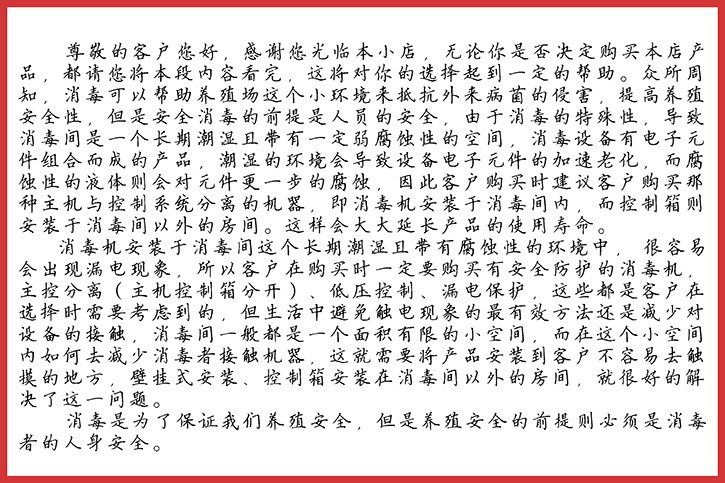 尊敬的客户您好，感谢您光临本小店，无论你是否决定购买本店产
品，都请您将本段内容看完，这将对你的选择起到一定的帮助。众所周
知，消毒可以帮助养殖场这个小环境来抵抗外来病菌的侵害，提高养殖
安全性，但是安全消毒的前提是人员的安全，由于消毒的特殊性，导致
消毒间是一个长期潮湿且带有一定弱腐蚀性的空间，消毒设备有电子元
件组合而成的产品，潮湿的环境会导致设备电子元件的加速老化，而腐
蚀性的液体则会对元件更一步的腐蚀，因此客户购买时建议客户购买那
种主机与控制系统分离的机器，即消毒机安装于消毒间内，而控制箱则
安装于消毒间以外的房间。这样会大大延长产品的使用寿命。
消毒机安装于消毒间这个长期潮湿且带有腐蚀性的环境中，很容易
会出现漏电现象，所以客户在购买时一定要购买有安全防护的消毒机，
主控分离（主机控制箱分开）、低压控制、漏电保护，这些都是客户在
选择时需要考虑到的，但生活中避免触电现象的最有效方法还是减少对
设备的接触，消毒间一般都是一个面积有限的小空间，而在这个小空间
内如何去减少消毒者接触机器，这就需要将产品安装到客户不容易去触
摸的地方，壁挂式安装、控制箱安装在消毒间以外的房间，就很好的解
决了这一问题。
消毒是为了保证我们养殖安全，但是养殖安全的前提则必须是消毒
者的人身安全。